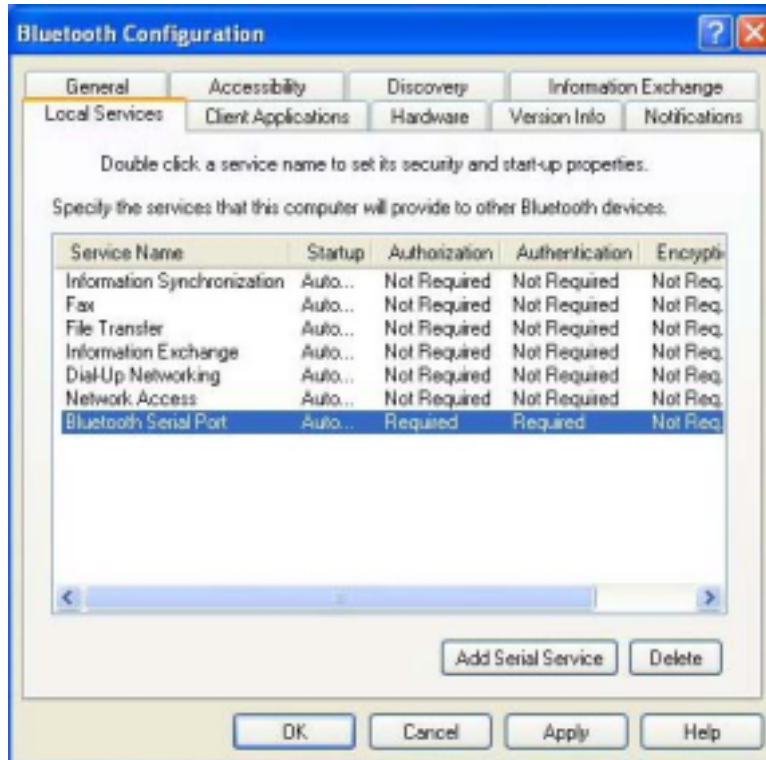 Bluetooth Configuration
General Accessibility Discovery Information Exchange
Local Services Client Applications Hardware Version Info Notifications
Double click a service name to set its security and start-up properties.
Specify the services that this computer will provide to other Bluetooth devices.
Service Name Startup Authorization Authentication Encrypti
Information Synchronization Auto... Not Required Not Required Not Req.
Fax Auto... Not Required Not Required Not Req.
File Transfer Auto... Not Required Not Required Not Req.
Information Exchange Auto... Not Required Not Required Not Req.
Dial-Up Networking Auto... Not Required Not Required Not Req.
Network Access Auto... Not Required Not Required Not Req.
Bluetooth Serial Port Auto... Required Required Not Req.
Add Serial Service Delete
OK Cancel Apply Help